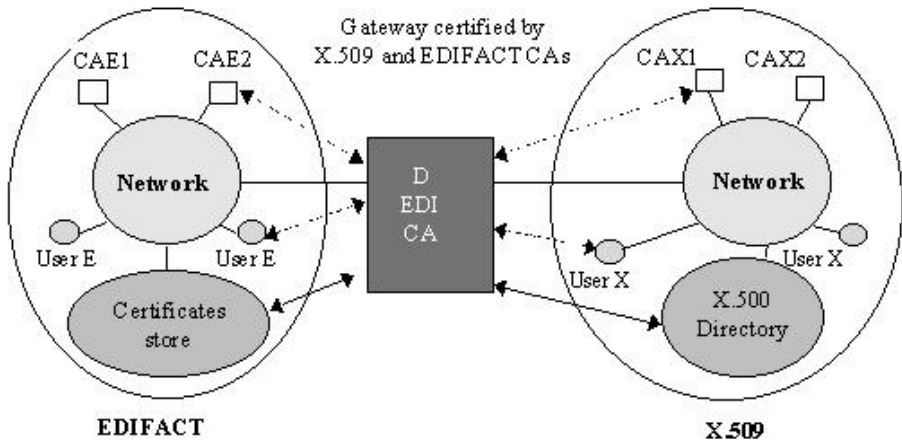 Gateway certified by
X.509 and EDIFACT CAs
CAE1
CAE2
CAX1
CAX2
Network
D
EDI
CA
Network
User E
User E
User X
User X
Certificates
store
X.500
Directory
EDIFACT
X.509